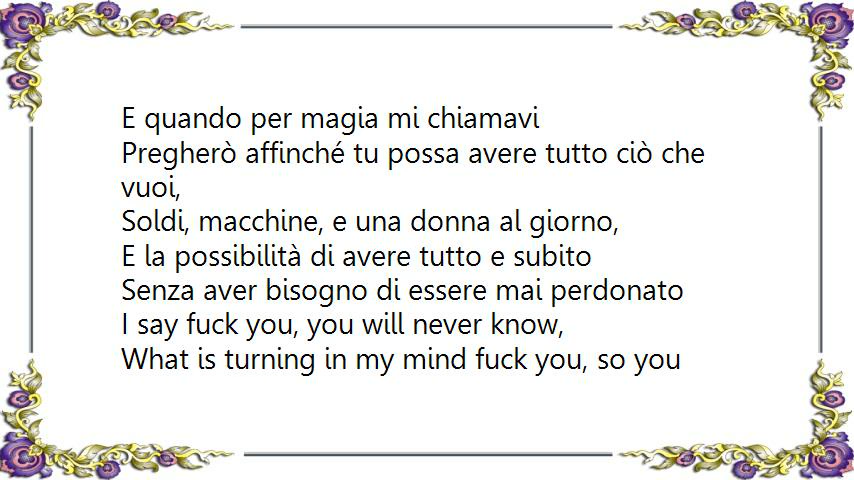 E quando per magia mi chiamavi
Pregherò affinché tu possa avere tutto ciò che
vuoi,
Soldi, macchine, e una donna al giorno,
E la possibilità di avere tutto e subito
Senza aver bisogno di essere mai perdonato
I say fuck you, you will never know,
What is turning in my mind fuck you, so you